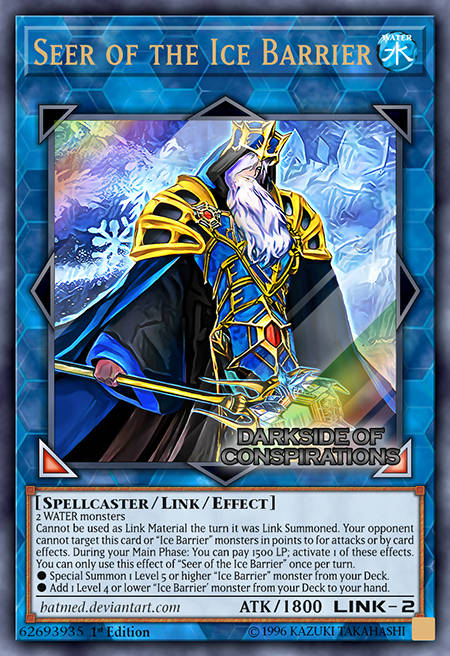 SEER OF THE ICE BARRIER
WATER
水
DARKSIDE OF
CONSPIRATIONS
[SPELLCASTER/LINK/EFFECT]
2 WATER monsters
Cannot be used as Link Material the turn it was Link Summoned. Your opponent
cannot target this card or “Ice Barrier” monsters in points to for attacks or by card
effects. During your Main Phase: You can pay 1500 LP; activate 1 of these effects.
You can only use this effect of “Seer of the Ice Barrier” once per turn.
● Special Summon 1 Level 5 or higher “Ice Barrier” monster from your Deck.
● Add 1 Level 4 or lower “Ice Barrier’ monster from your Deck to your hand.
batmed.deviantart.com ATK/1800 LINK-2
62693935 1st Edition ©1996 KAZUKI TAKAHASHI